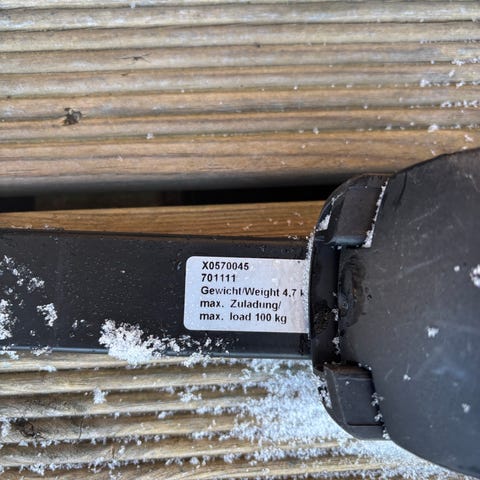 X0570045
701111
Gewicht/Weight 4,7 k
max. Zuladung/
max. load 100 kg